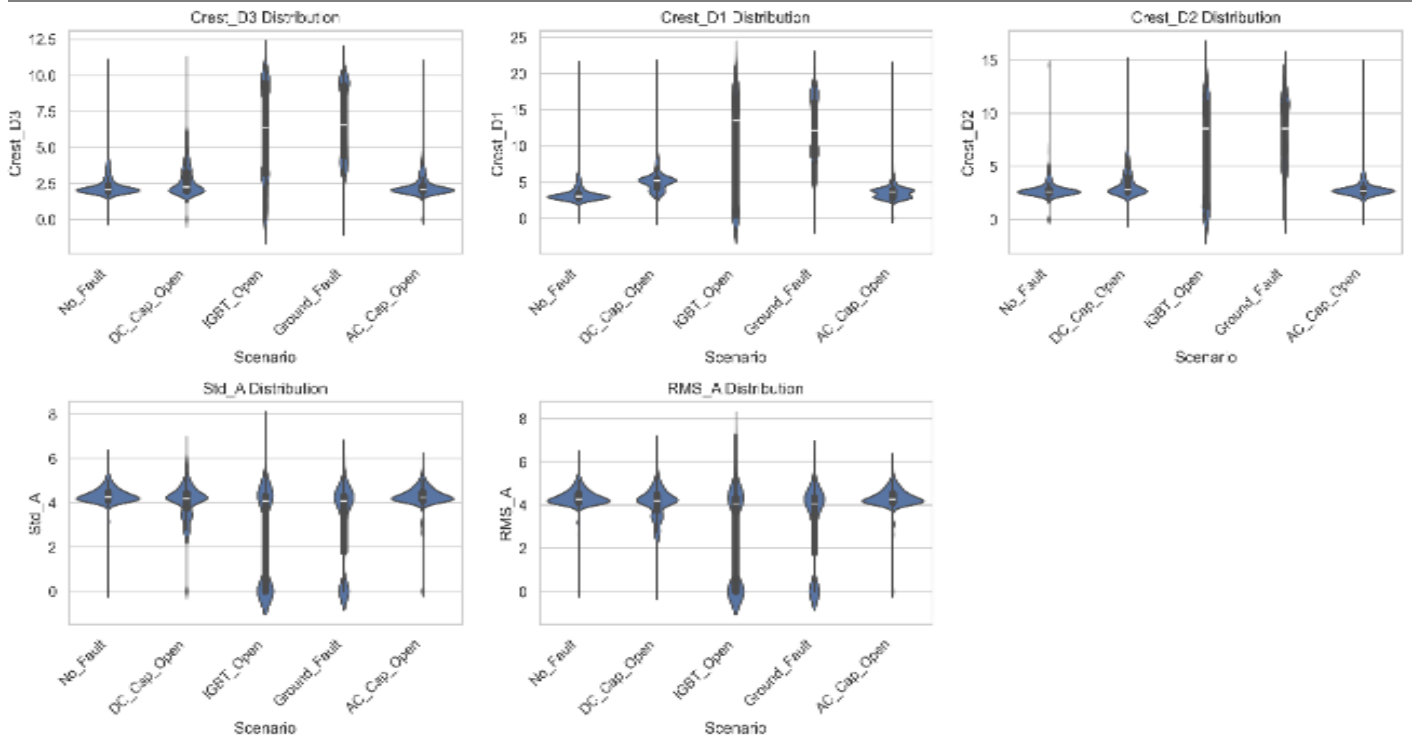 Crest_D3 Distribution
12.5
10.0
7.5
5.0
2.5
0.0
Crest_D3
No_Fault
DC_Cap_Open
IGBT_Open
Ground_Fault
AC_Cap_Open
Scenario
Crest_D1 Distribution
25
20
15
10
5
0
Crest_D1
No_Fault
DC_Cap_Open
IGBT_Open
Ground_Fault
AC_Cap_Open
Scenario
Crest_D2 Distribution
15
10
5
0
Crest_D2
No_Fault
DC_Cap_Open
IGBT_Open
Ground_Fault
AC_Cap_Open
Scenario
Std_A Distribution
8
6
4
2
0
Std_A
No_Fault
DC_Cap_Open
IGBT_Open
Ground_Fault
AC_Cap_Open
Scenario
RMS_A Distribution
8
6
4
2
0
RMS_A
No_Fault
DC_Cap_Open
IGBT_Open
Ground_Fault
AC_Cap_Open
Scenario